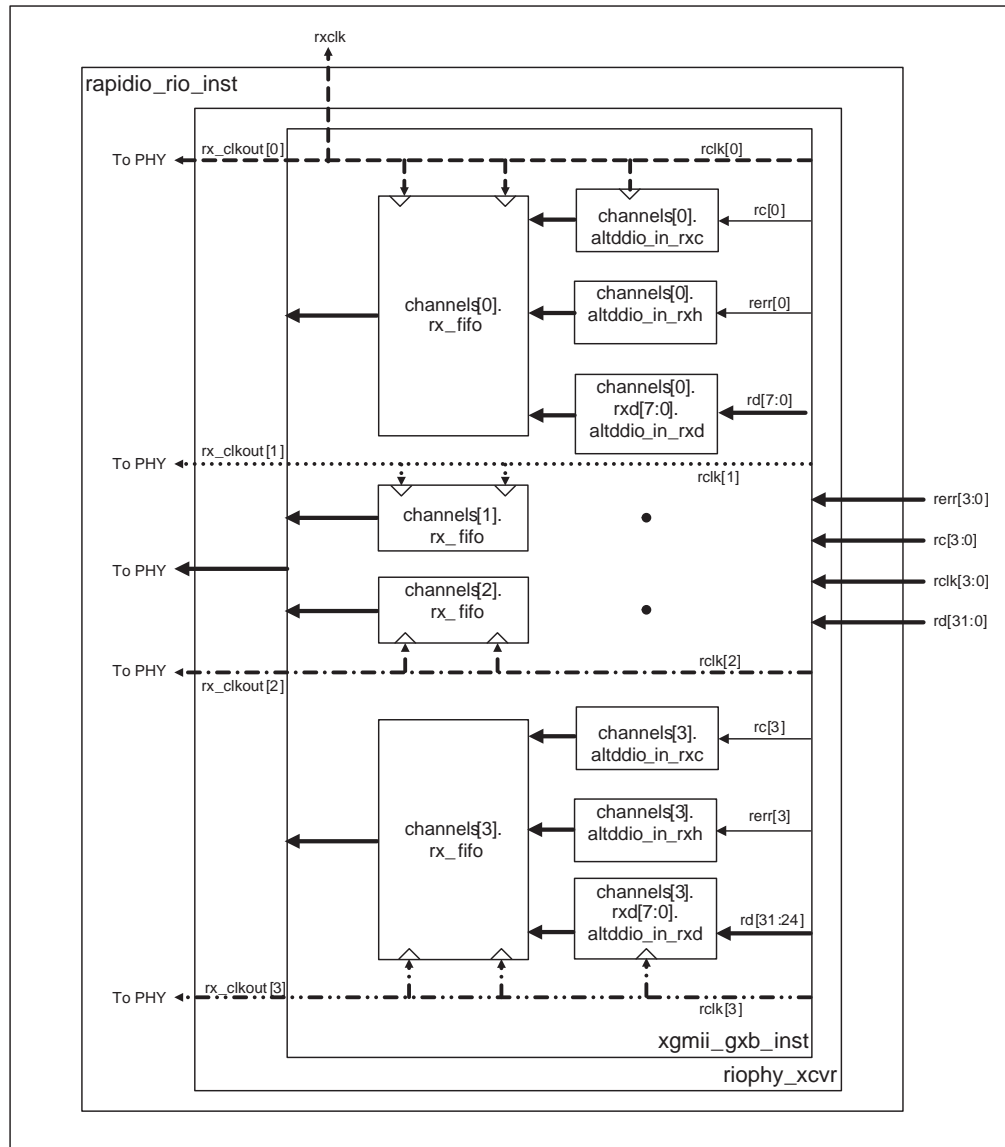 rxclk
rapidio_rio_inst
To PHY
rx_clkout[0]
rclk[0]
channels[0].
altddio_in_rxc
rc[0]
channels[0].
rx_fifo
channels[0].
altddio_in_rxh
rerr[0]
channels[0].
rxd[7:0].
altddio_in_rxd
rd[7:0]
To PHY
rx_clkout[1]
rclk[1]
channels[1].
rx_fifo
rerr[3:0]
rc[3:0]
To PHY
channels[2].
rx_fifo
rclk[3:0]
rd[31:0]
To PHY
rx_clkout[2]
rclk[2]
channels[3].
altddio_in_rxc
rc[3]
channels[3].
rx_fifo
channels[3].
altddio_in_rxh
rerr[3]
channels[3].
rxd[7:0].
altddio_in_rxd
rd[31:24]
To PHY
rx_clkout[3]
rclk[3]
xgmii_gxb_inst
riophy_xcvr